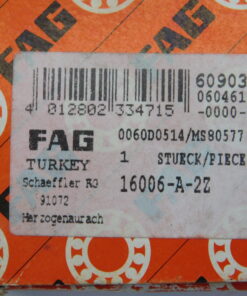 FAG
60903
060461
-0000-
4 012802 334715
FAG
0060D0514/MS80577
TURKEY
1 STUECK/PIECE
Schaeffler KG
16006-A-2Z
91072
Herzogenaurach